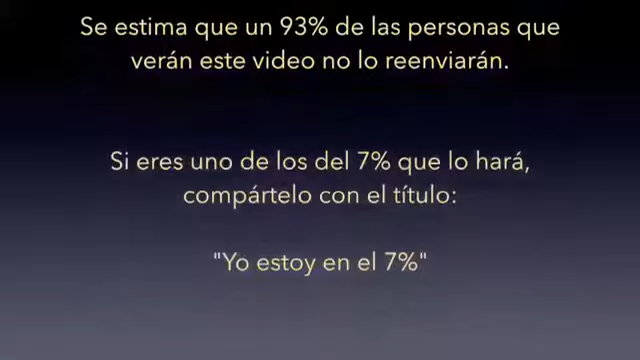 Se estima que un 93% de las personas que
verán este video no lo reenviarán.
Si eres uno de los del 7% que lo hará,
compártelo con el título:
"Yo estoy en el 7%"